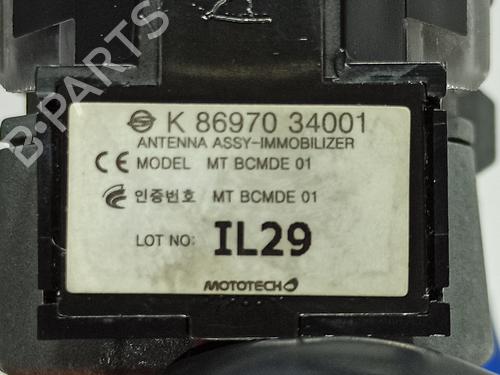 K 86970 34001
ANTENNA ASSY-IMMOBILIZER
CE MODEL MT BCMDE 01
인증번호 MT BCMDE 01
LOT NO: IL29
MOTOTECH
B-PARTS